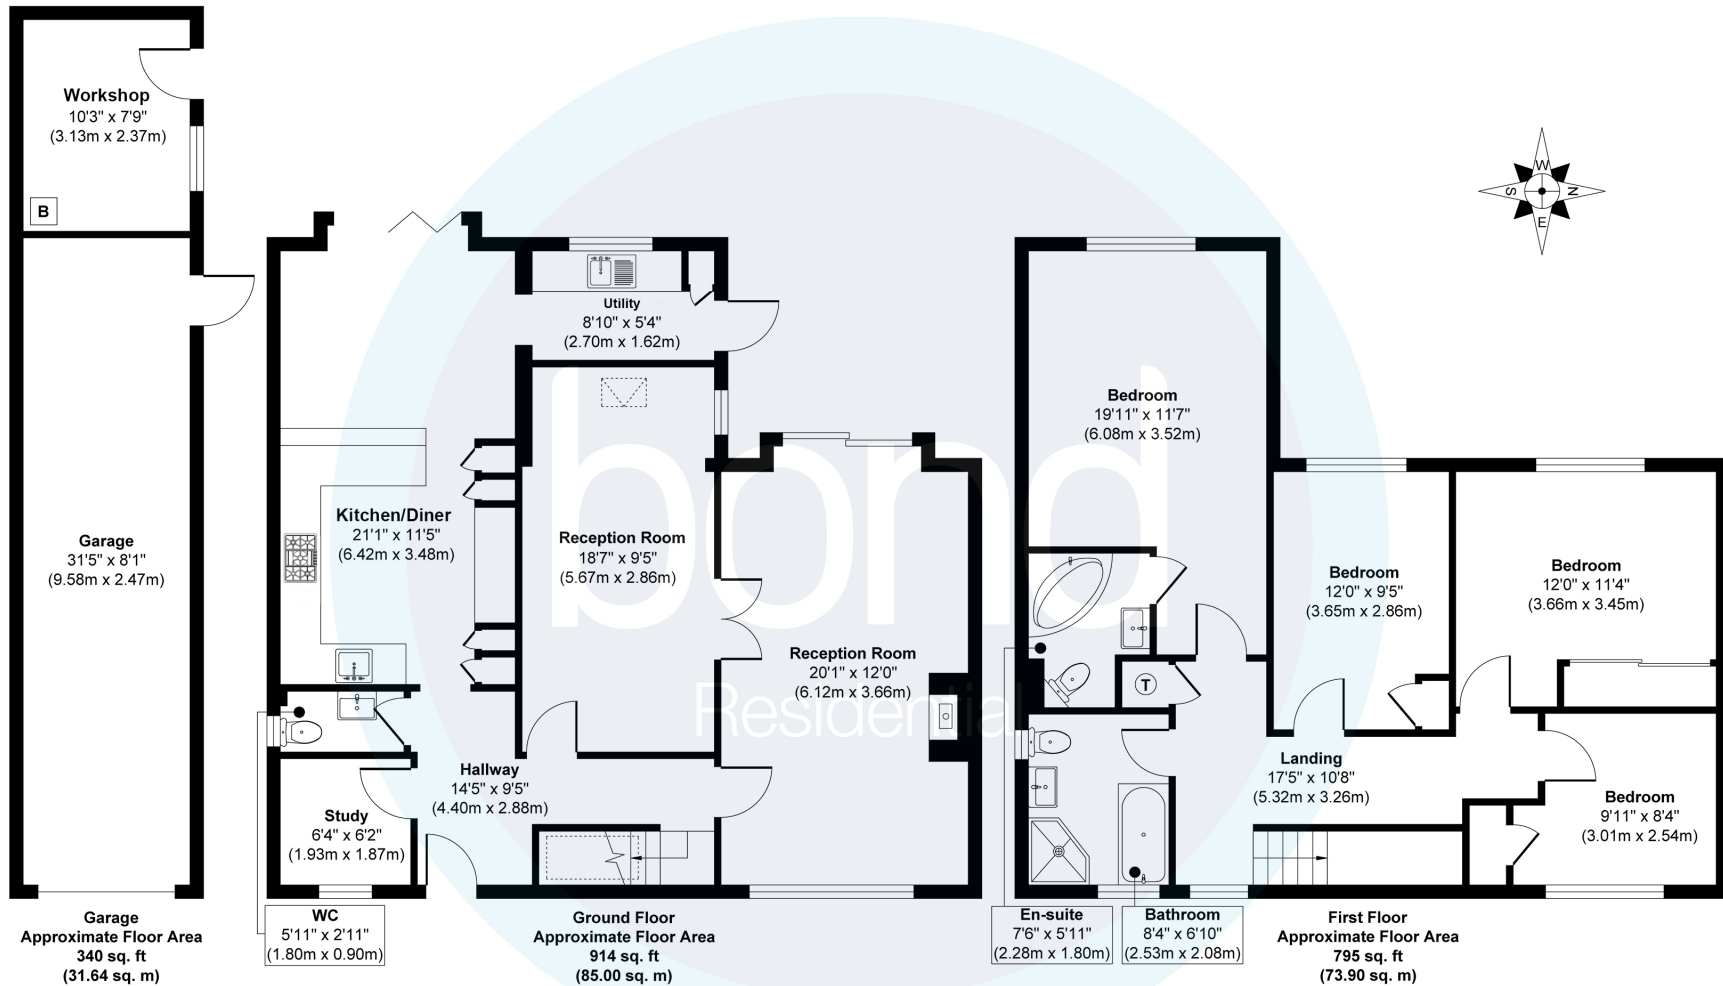 Workshop
10'3" x 7'9"
(3.13m x 2.37m)
B
Garage
31'5" x 8'1"
(9.58m x 2.47m)
Garage
Approximate Floor Area
340 sq. ft
(31.64 sq. m)
Utility
8'10" x 5'4"
(2.70m x 1.62m)
Kitchen/Diner
21'1" x 11'5"
(6.42m x 3.48m)
Reception Room
18'7" x 9'5"
(5.67m x 2.86m)
Reception Room
20'1" x 12'0"
(6.12m x 3.66m)
Hallway
14'5" x 9'5"
(4.40m x 2.88m)
Study
6'4" x 6'2"
(1.93m x 1.87m)
WC
5'11" x 2'11"
(1.80m x 0.90m)
Ground Floor
Approximate Floor Area
914 sq. ft
(85.00 sq. m)
bond
Residential
W
S
N
E
Bedroom
19'11" x 11'7"
(6.08m x 3.52m)
Bedroom
12'0" x 9'5"
(3.65m x 2.86m)
Bedroom
12'0" x 11'4"
(3.66m x 3.45m)
T
Landing
17'5" x 10'8"
(5.32m x 3.26m)
Bedroom
9'11" x 8'4"
(3.01m x 2.54m)
En-suite
7'6" x 5'11"
(2.28m x 1.80m)
Bathroom
8'4" x 6'10"
(2.53m x 2.08m)
First Floor
Approximate Floor Area
795 sq. ft
(73.90 sq. m)